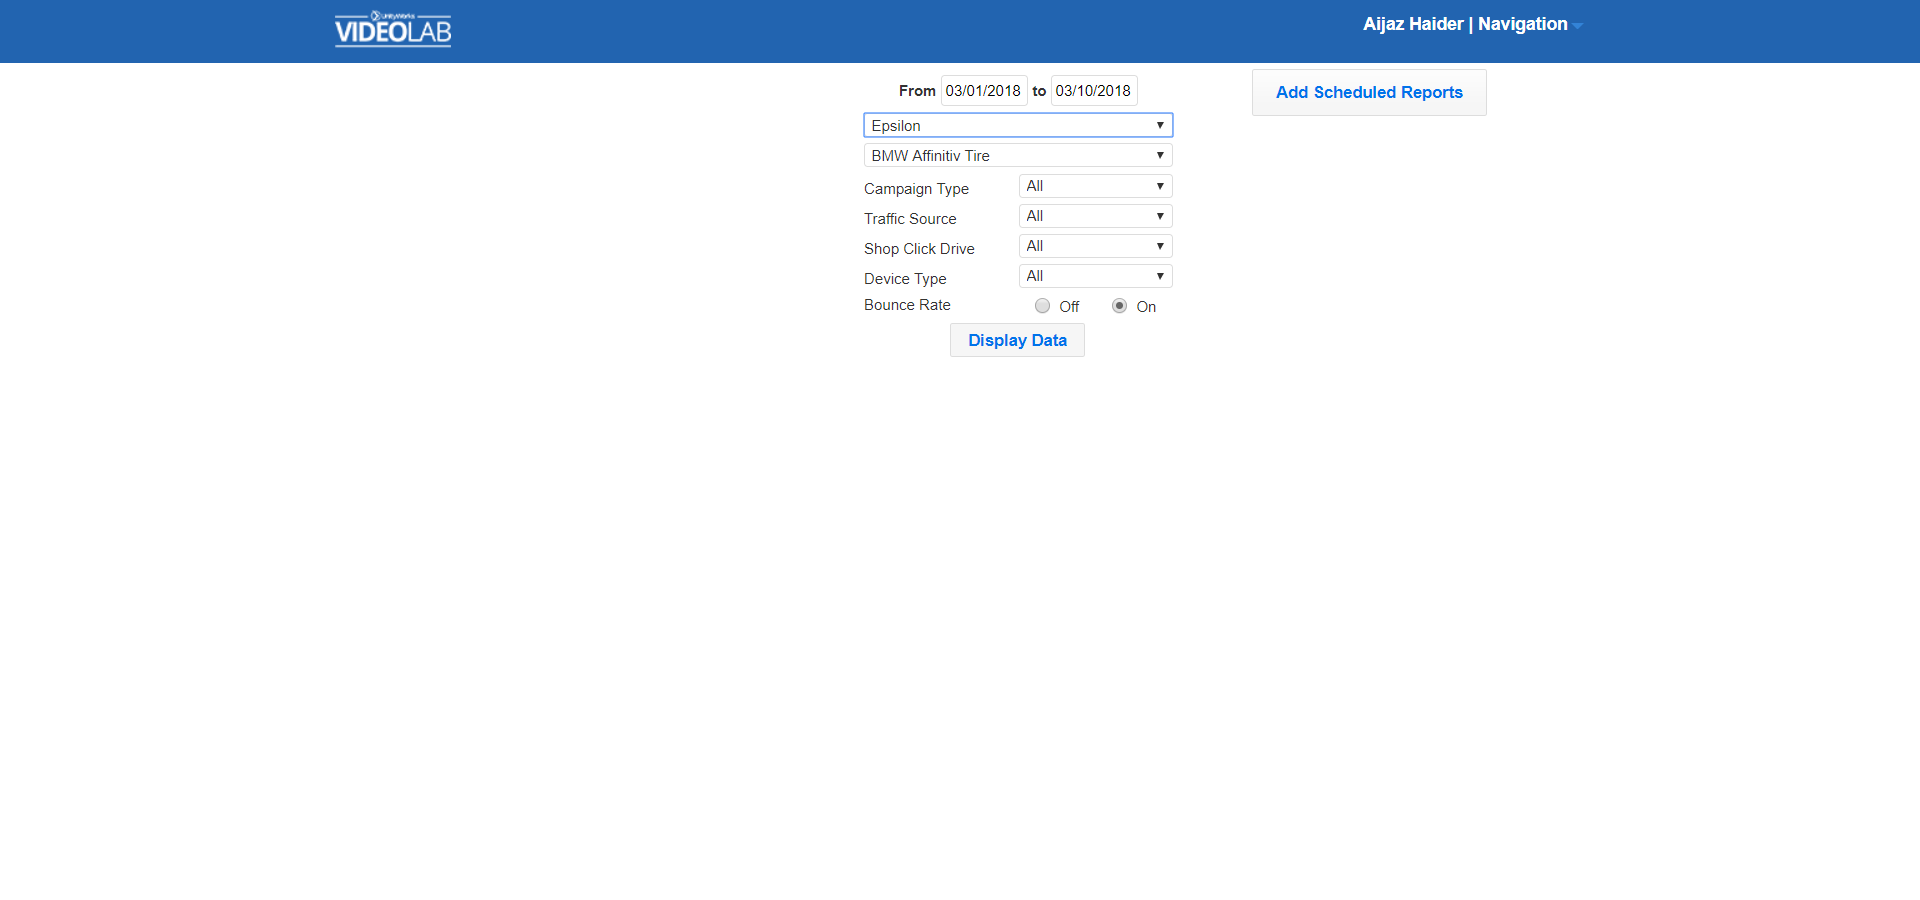 UnityWorks
VIDEOLAB
Aijaz Haider | Navigation
From 03/01/2018 to 03/10/2018
Add Scheduled Reports
Epsilon
BMW Affinitiv Tire
Campaign Type All
Traffic Source All
Shop Click Drive All
Device Type All
Bounce Rate Off On
Display Data